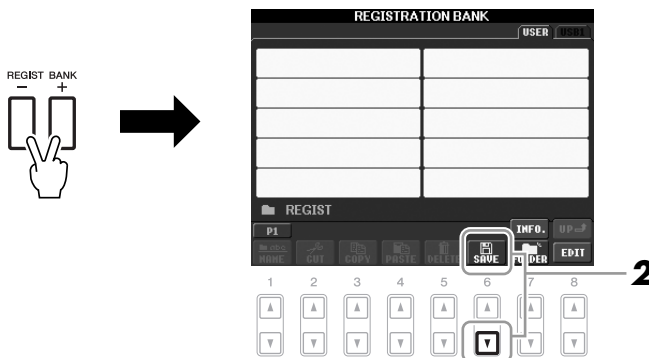 REGISTRATION BANK
USER USB1
REGIST BANK
− +
REGIST
P1
INFO. UP
NAME CUT COPY PASTE DELETE SAVE FOLDER EDIT
2
1 2 3 4 5 6 7 8